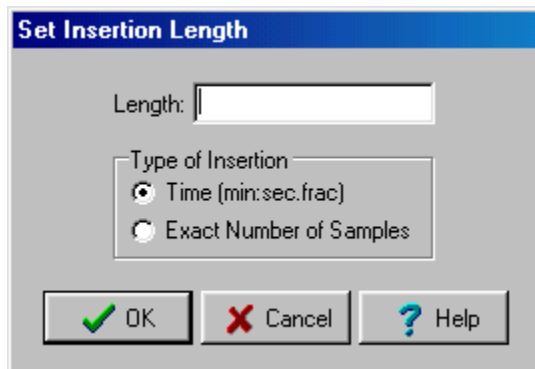 Set Insertion Length
Length:
Type of Insertion
Time (min:sec.frac)
Exact Number of Samples
OK Cancel Help